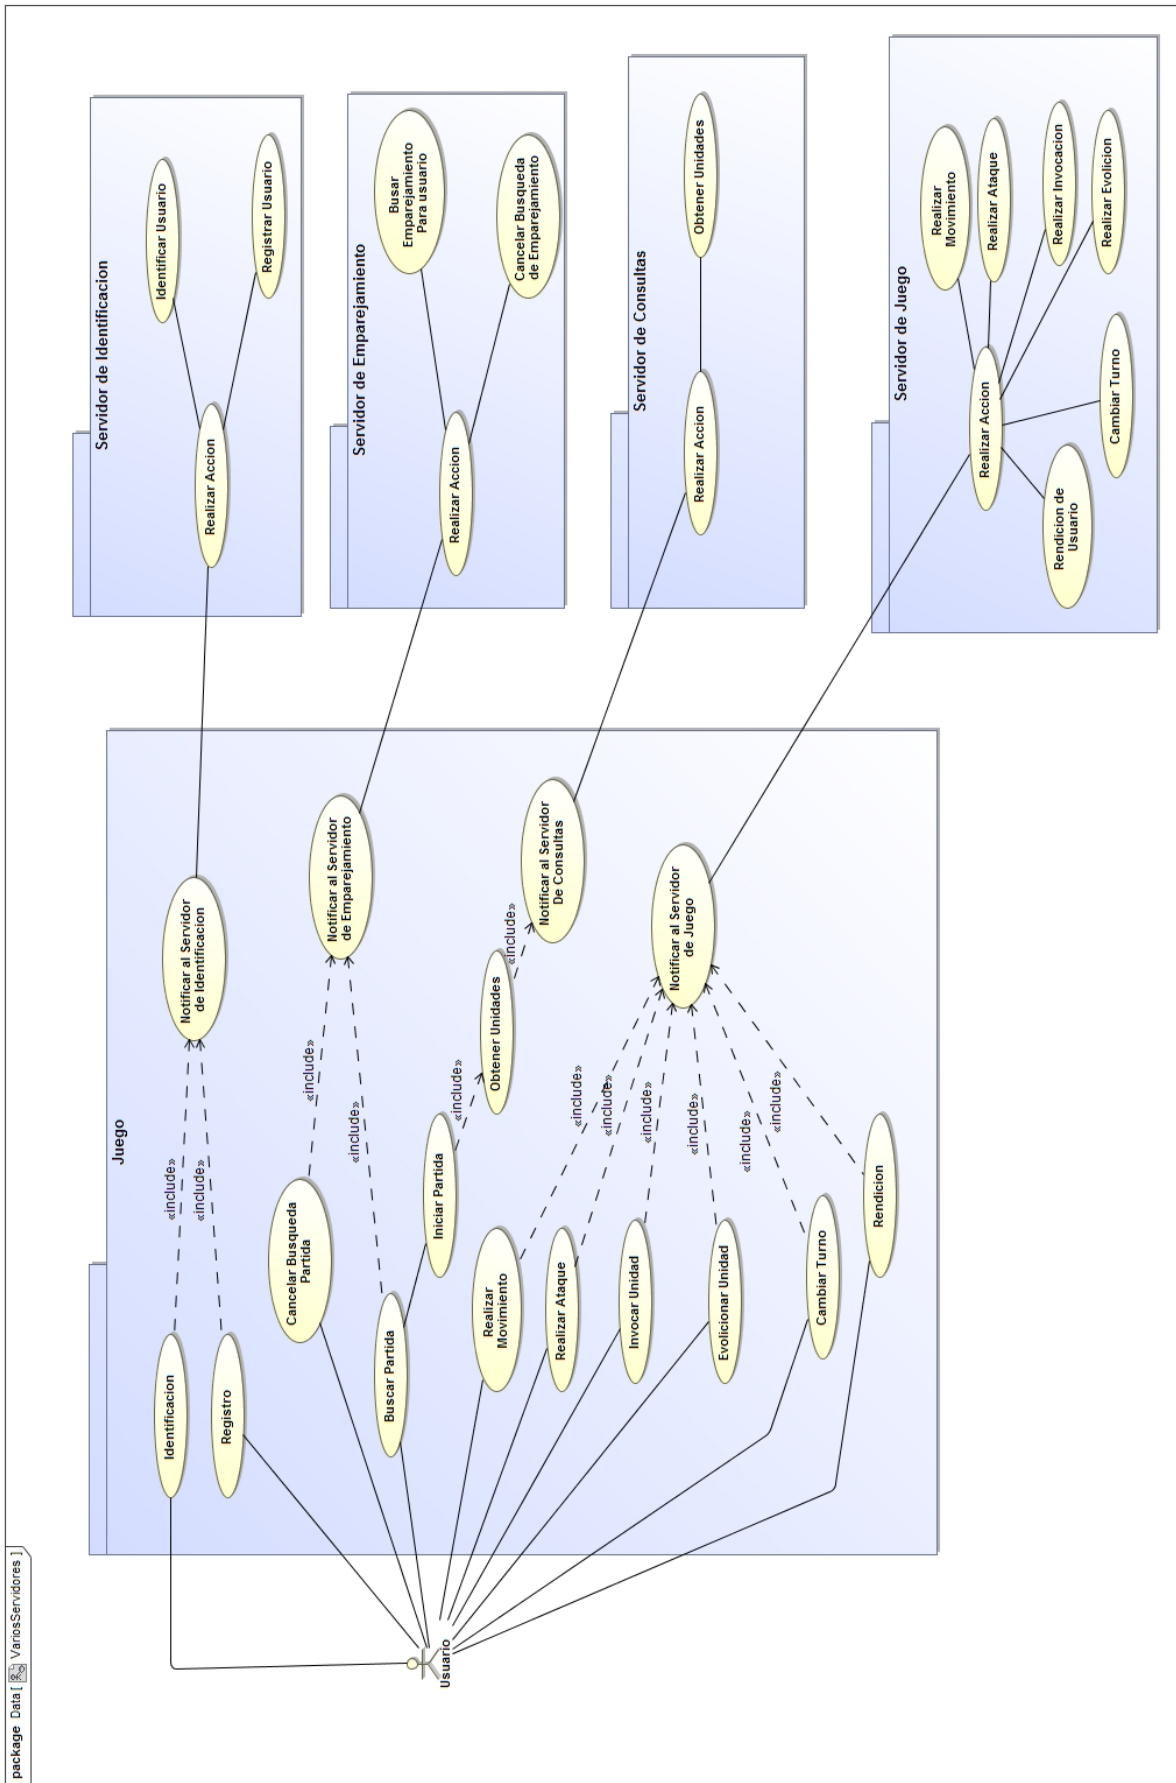 package Data [ VariosServidores ]
Juego
Identificacion
Registro
Cancelar Busqueda
Partida
Buscar Partida
Iniciar Partida
Obtener Unidades
Realizar
Movimiento
Realizar Ataque
Invocar Unidad
Evolicionar Unidad
Cambiar Turno
Rendicion
Usuario
«include»
«include»
«include»
«include»
«include»
«include»
«include»
«include»
«include»
«include»
«include»
«include»
Notificar al Servidor
de Identificacion
Notificar al Servidor
de Emparejamiento
Notificar al Servidor
De Consultas
Notificar al Servidor
de Juego
Servidor de Identificacion
Realizar Accion
Identificar Usuario
Registrar Usuario
Servidor de Emparejamiento
Realizar Accion
Busar
Emparejamiento
Para usuario
Cancelar Busqueda
de Emparejamiento
Servidor de Consultas
Realizar Accion
Obtener Unidades
Servidor de Juego
Realizar Accion
Realizar
Movimiento
Realizar Ataque
Realizar Invocacion
Realizar Evolicion
Cambiar Turno
Rendicion de
Usuario